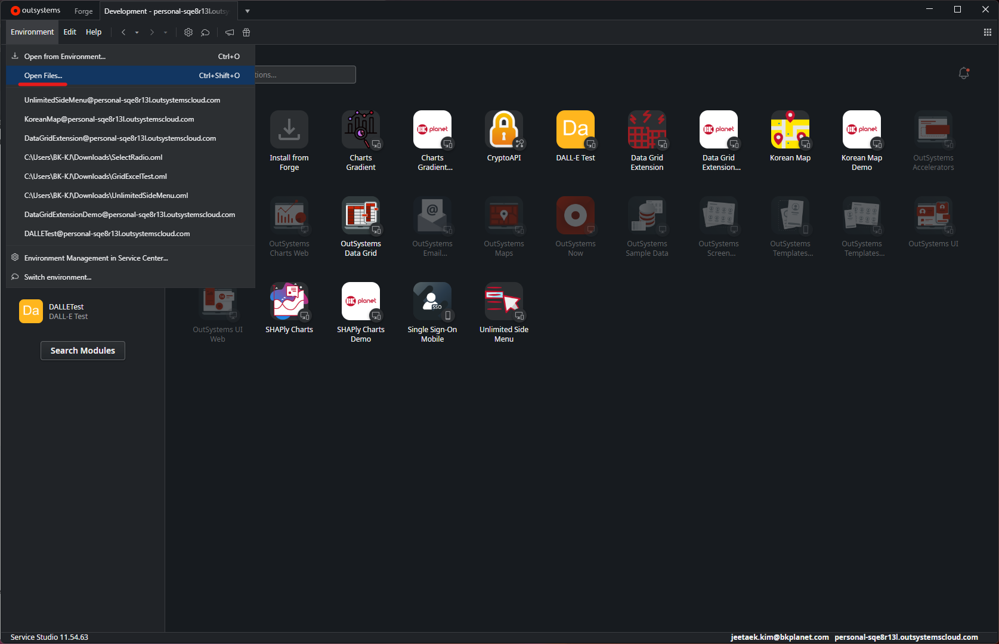 outsystems
Forge
Development - personal-sqe8r13l.outsy
Environment
Edit
Help
Open from Environment... Ctrl+O
Open Files... Ctrl+Shift+O
UnlimitedSideMenu@personal-sqe8r13l.outsystemscloud.com
KoreanMap@personal-sqe8r13l.outsystemscloud.com
DataGridExtension@personal-sqe8r13l.outsystemscloud.com
C:\Users\BK-KJ\Downloads\SelectRadio.oml
C:\Users\BK-KJ\Downloads\GridExcelTest.oml
C:\Users\BK-KJ\Downloads\UnlimitedSideMenu.oml
DataGridExtensionDemo@personal-sqe8r13l.outsystemscloud.com
DALLETest@personal-sqe8r13l.outsystemscloud.com
Environment Management in Service Center...
Switch environment...
Da
DALLETest
DALL-E Test
Search Modules
tions...
Install from
Forge
Charts
Gradient
BK planet
Charts
Gradient...
CryptoAPI
Da
DALL-E Test
Data Grid
Extension
BK planet
Data Grid
Extension...
Korean Map
BK planet
Korean Map
Demo
OutSystems
Accelerators
OutSystems
Charts Web
OutSystems
Data Grid
@
OutSystems
Email...
OutSystems
Maps
OutSystems
Now
OutSystems
Sample Data
OutSystems
Screen...
OutSystems
Templates...
OutSystems
Templates...
OutSystems UI
OutSystems UI
Web
SHAPly Charts
BK planet
SHAPly Charts
Demo
SSO
Single Sign-On
Mobile
Unlimited Side
Menu
Service Studio 11.54.63
jeetaek.kim@bkplanet.com personal-sqe8r13l.outsystemscloud.com